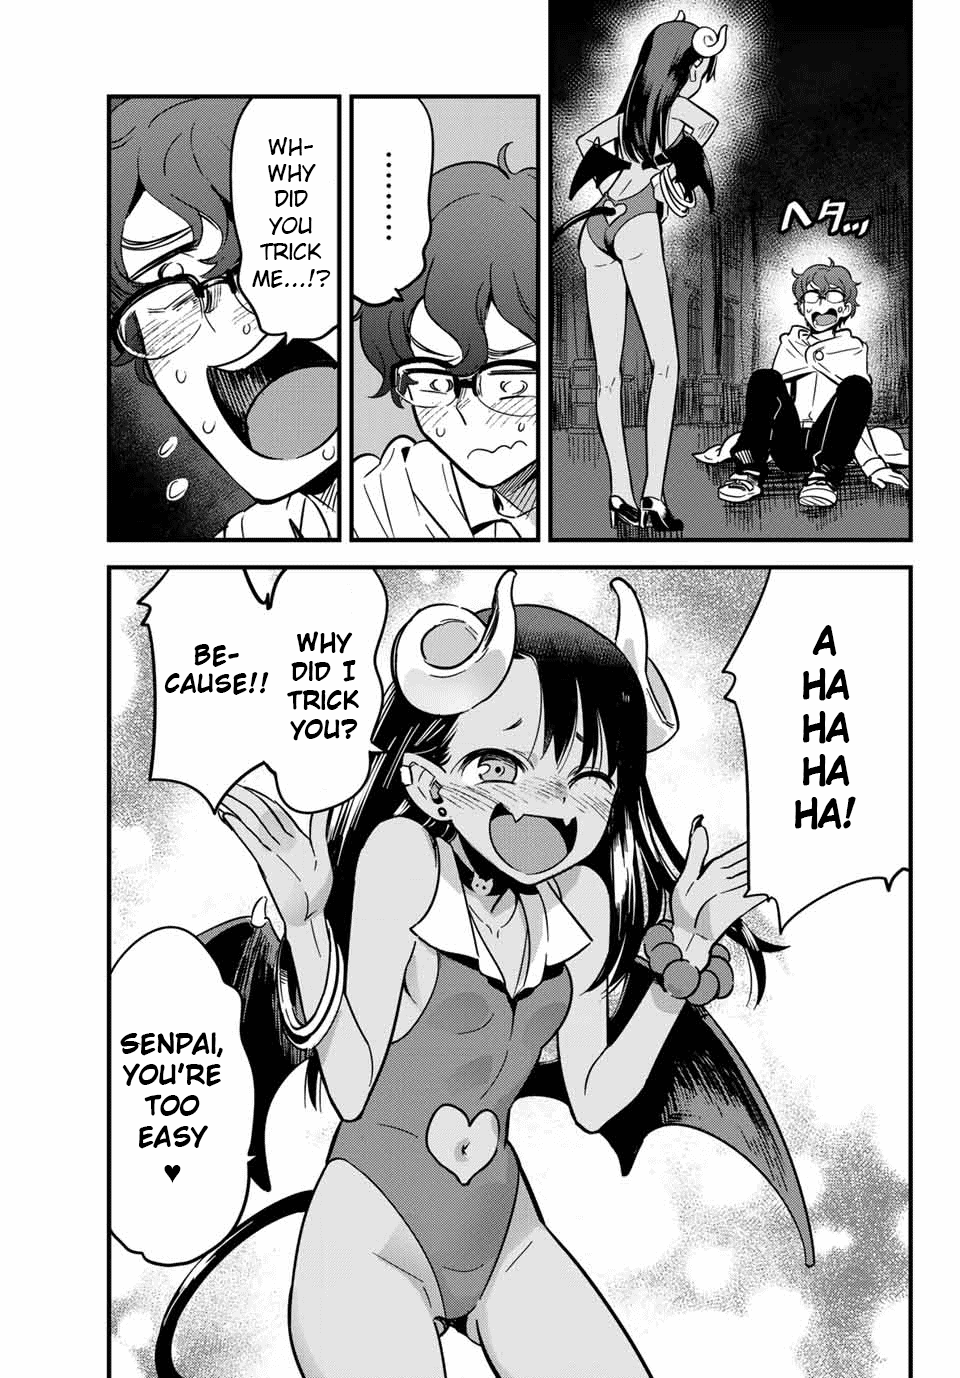 ヘタッ
………
WH-
WHY
DID
YOU
TRICK
ME...!?
A
HA
HA
HA
HA!
WHY
DID I
TRICK
YOU?
BE-
CAUSE!!
SENPAI,
YOU'RE
TOO
EASY
♥